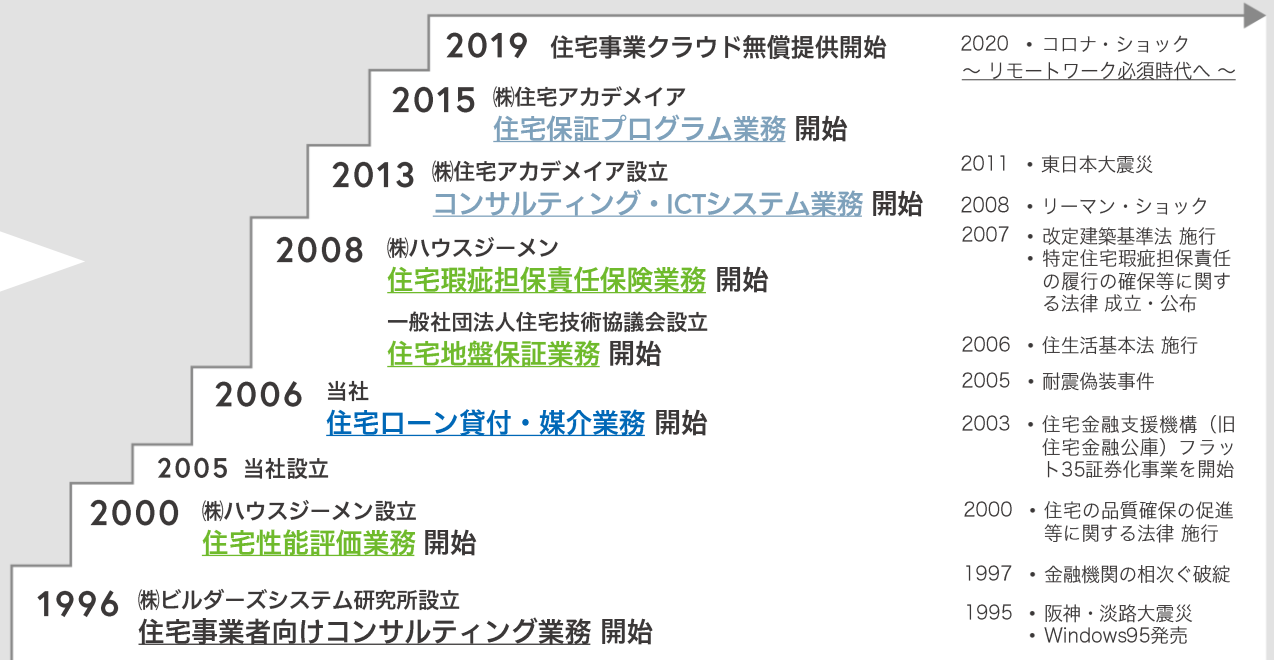 2019 住宅事業クラウド無償提供開始
2015 ㈱住宅アカデメイア
住宅保証プログラム業務 開始
2013 ㈱住宅アカデメイア設立
コンサルティング・ICTシステム業務 開始
2008 ㈱ハウスジーメン
住宅瑕疵担保責任保険業務 開始
一般社団法人住宅技術協議会設立
住宅地盤保証業務 開始
2006 当社
住宅ローン貸付・媒介業務 開始
2005 当社設立
2000 ㈱ハウスジーメン設立
住宅性能評価業務 開始
1996 ㈱ビルダーズシステム研究所設立
住宅事業者向けコンサルティング業務 開始
2020 ・コロナ・ショック
〜 リモートワーク必須時代へ 〜
2011 ・東日本大震災
2008 ・リーマン・ショック
2007 ・改定建築基準法 施行
・特定住宅瑕疵担保責任
の履行の確保等に関す
る法律 成立・公布
2006 ・住生活基本法 施行
2005 ・耐震偽装事件
2003 ・住宅金融支援機構（旧
住宅金融公庫）フラッ
ト35証券化事業を開始
2000 ・住宅の品質確保の促進
等に関する法律 施行
1997 ・金融機関の相次ぐ破綻
1995 ・阪神・淡路大震災
・Windows95発売